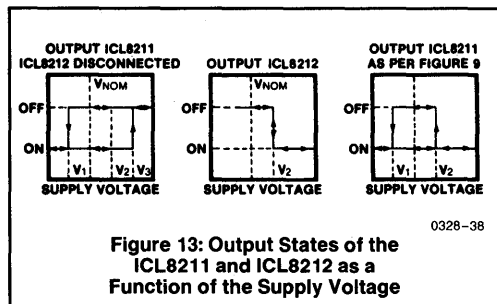 OUTPUT ICL8211
ICL8212 DISCONNECTED
VNOM
OFF
ON
V1
V2
V3
SUPPLY VOLTAGE
OUTPUT ICL8212
VNOM
OFF
ON
V2
SUPPLY VOLTAGE
OUTPUT ICL8211
AS PER FIGURE 9
OFF
ON
V1
V2
SUPPLY VOLTAGE
0328-38
Figure 13: Output States of the
ICL8211 and ICL8212 as a
Function of the Supply Voltage